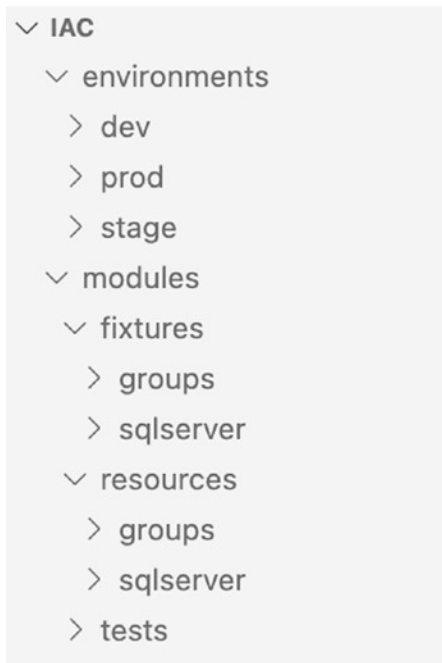 IAC
environments
dev
prod
stage
modules
fixtures
groups
sqlserver
resources
groups
sqlserver
tests